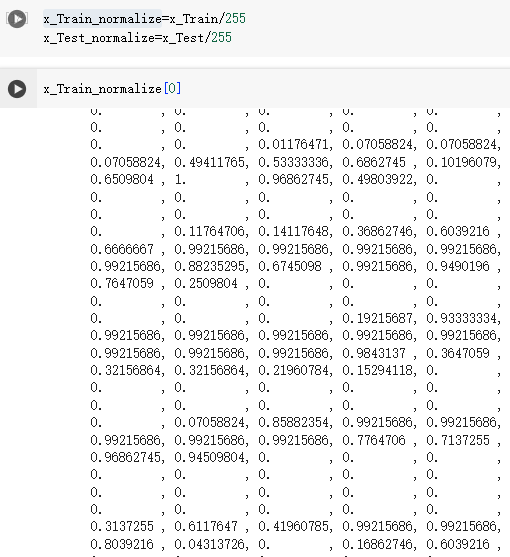 x_Train_normalize=x_Train/255
x_Test_normalize=x_Test/255
x_Train_normalize[0]
0. , 0. , 0. , 0. , 0. ,
0. , 0. , 0. , 0. , 0. ,
0. , 0. , 0.01176471, 0.07058824, 0.07058824,
0.07058824, 0.49411765, 0.53333336, 0.6862745 , 0.10196079,
0.6509804 , 1. , 0.96862745, 0.49803922, 0. ,
0. , 0. , 0. , 0. , 0. ,
0. , 0. , 0. , 0. , 0. ,
0. , 0.11764706, 0.14117648, 0.36862746, 0.6039216 ,
0.6666667 , 0.99215686, 0.99215686, 0.99215686, 0.99215686,
0.99215686, 0.88235295, 0.6745098 , 0.99215686, 0.9490196 ,
0.7647059 , 0.2509804 , 0. , 0. , 0. ,
0. , 0. , 0. , 0. , 0. ,
0. , 0. , 0. , 0.19215687, 0.93333334,
0.99215686, 0.99215686, 0.99215686, 0.99215686, 0.99215686,
0.99215686, 0.99215686, 0.99215686, 0.9843137 , 0.3647059 ,
0.32156864, 0.32156864, 0.21960784, 0.15294118, 0. ,
0. , 0. , 0. , 0. , 0. ,
0. , 0. , 0. , 0. , 0. ,
0. , 0.07058824, 0.85882354, 0.99215686, 0.99215686,
0.99215686, 0.99215686, 0.99215686, 0.7764706 , 0.7137255 ,
0.96862745, 0.94509804, 0. , 0. , 0. ,
0. , 0. , 0. , 0. , 0. ,
0. , 0. , 0. , 0. , 0. ,
0. , 0. , 0. , 0. , 0. ,
0.3137255 , 0.6117647 , 0.41960785, 0.99215686, 0.99215686,
0.8039216 , 0.04313726, 0. , 0.16862746, 0.6039216 ,